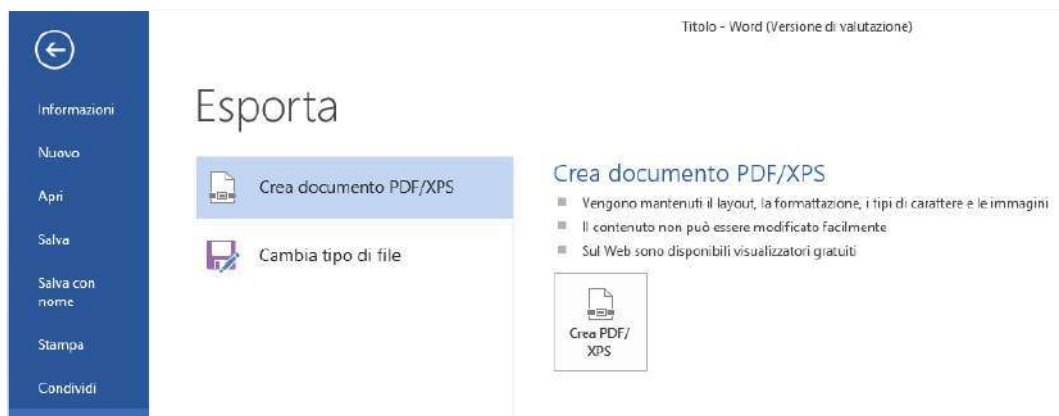 Titolo - Word (Versione di valutazione)
Informazioni
Nuovo
Apri
Salva
Salva con
nome
Stampa
Condividi
Esporta
Crea documento PDF/XPS
Cambia tipo di file
Crea documento PDF/XPS
Vengono mantenuti il layout, la formattazione, i tipi di carattere e le immagini
Il contenuto non può essere modificato facilmente
Sul Web sono disponibili visualizzatori gratuiti
Crea PDF/
XPS